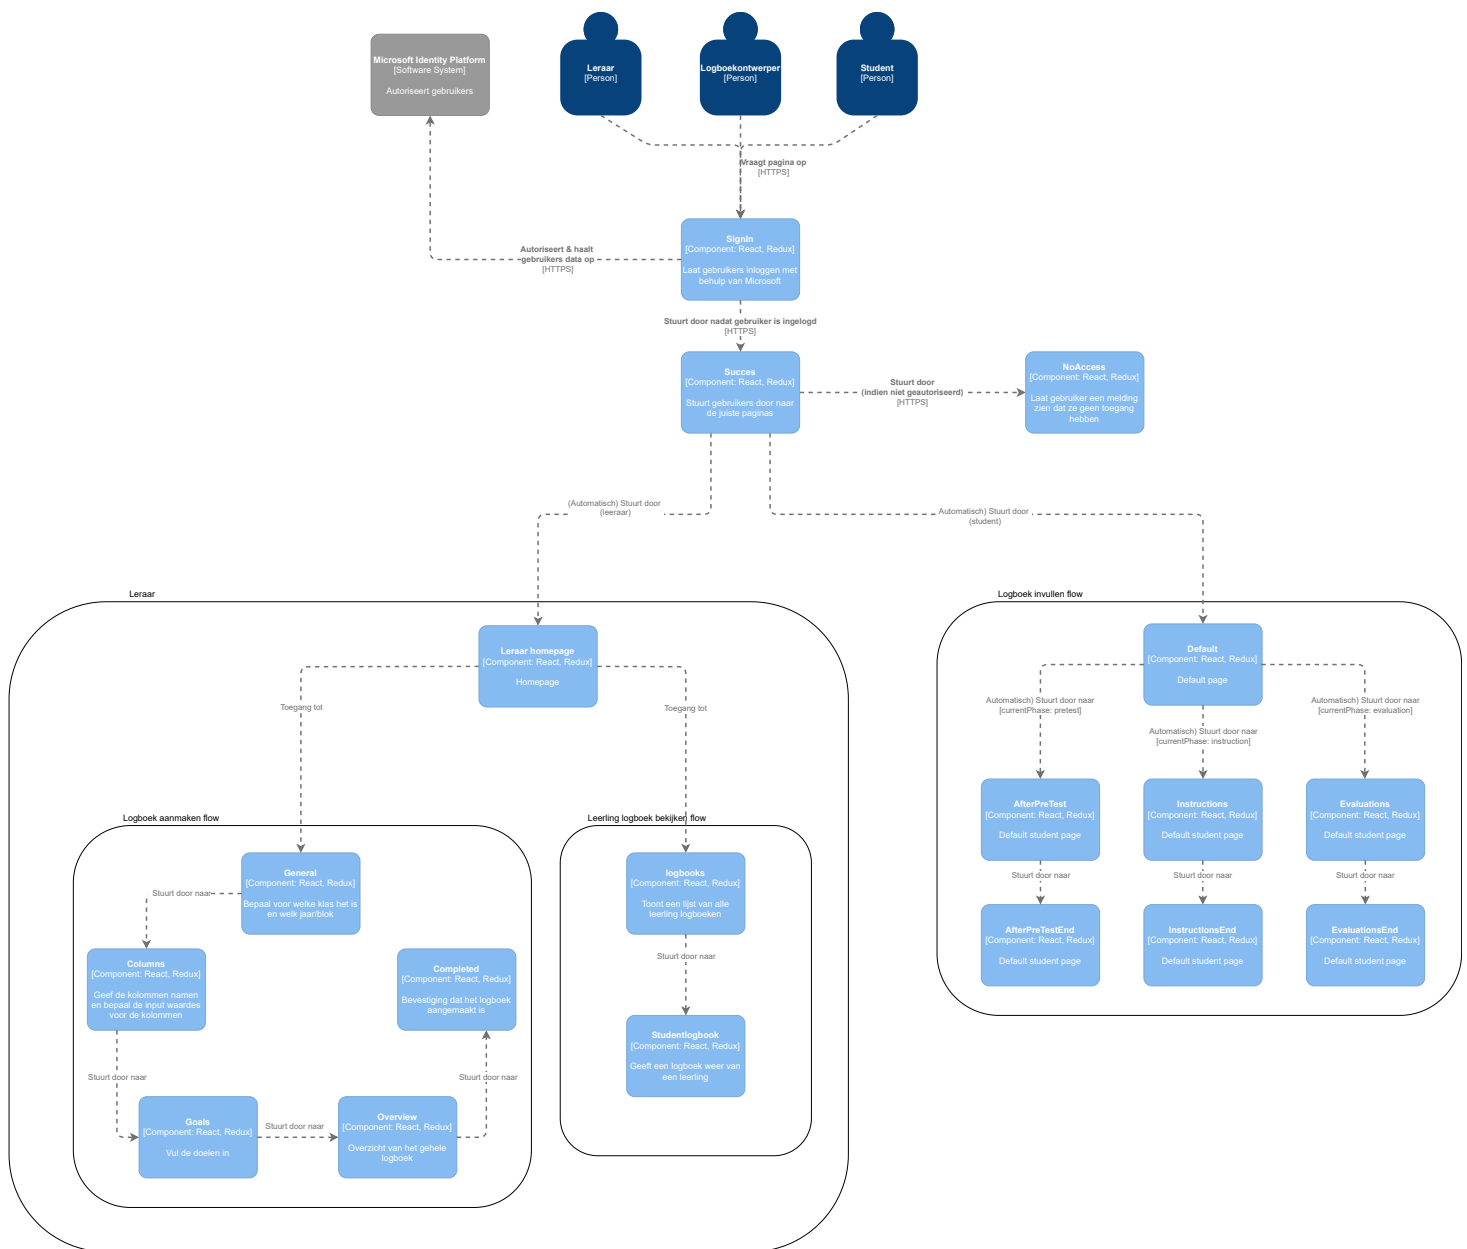 Microsoft Identity Platform
[Software System]
Autoriseert gebruikers
Leraar
[Person]
Logboekontwerper
[Person]
Student
[Person]
Vraagt pagina op
[HTTPS]
SignIn
[Component: React, Redux]
Laat gebruikers inloggen met
behulp van Microsoft
Autoriseert & haalt
gebruikers data op
[HTTPS]
Stuurt door nadat gebruiker is ingelogd
[HTTPS]
Succes
[Component: React, Redux]
Stuurt gebruikers door naar
de juiste paginas
Stuurt door
(indien niet geautoriseerd)
[HTTPS]
NoAccess
[Component: React, Redux]
Laat gebruiker een melding
zien dat ze geen toegang
hebben
(Automatisch) Stuurt door
(leeraar)
Automatisch) Stuurt door
(student)
Leraar
Leraar homepage
[Component: React, Redux]
Homepage
Toegang tot
Toegang tot
Logboek aanmaken flow
General
[Component: React, Redux]
Bepaal voor welke klas het is
en welk jaar/blok
Stuurt door naar
Columns
[Component: React, Redux]
Geef de kolommen namen
en bepaal de input waardes
voor de kolommen
Completed
[Component: React, Redux]
Bevestiging dat het logboek
aangemaakt is
Stuurt door naar
Stuurt door naar
Goals
[Component: React, Redux]
Vul de doelen in
Stuurt door naar
Overview
[Component: React, Redux]
Overzicht van het gehele
logboek
Leerling logboek bekijken flow
logbooks
[Component: React, Redux]
Toont een lijst van alle
leerling logboeken
Stuurt door naar
Studentlogbook
[Component: React, Redux]
Geeft een logboek weer van
een leerling
Logboek invullen flow
Default
[Component: React, Redux]
Default page
Automatisch) Stuurt door naar
[currentPhase: pretest]
Automatisch) Stuurt door naar
[currentPhase: instruction]
Automatisch) Stuurt door naar
[currentPhase: evaluation]
AfterPreTest
[Component: React, Redux]
Default student page
Instructions
[Component: React, Redux]
Default student page
Evaluations
[Component: React, Redux]
Default student page
Stuurt door naar
Stuurt door naar
Stuurt door naar
AfterPreTestEnd
[Component: React, Redux]
Default student page
InstructionsEnd
[Component: React, Redux]
Default student page
EvaluationsEnd
[Component: React, Redux]
Default student page